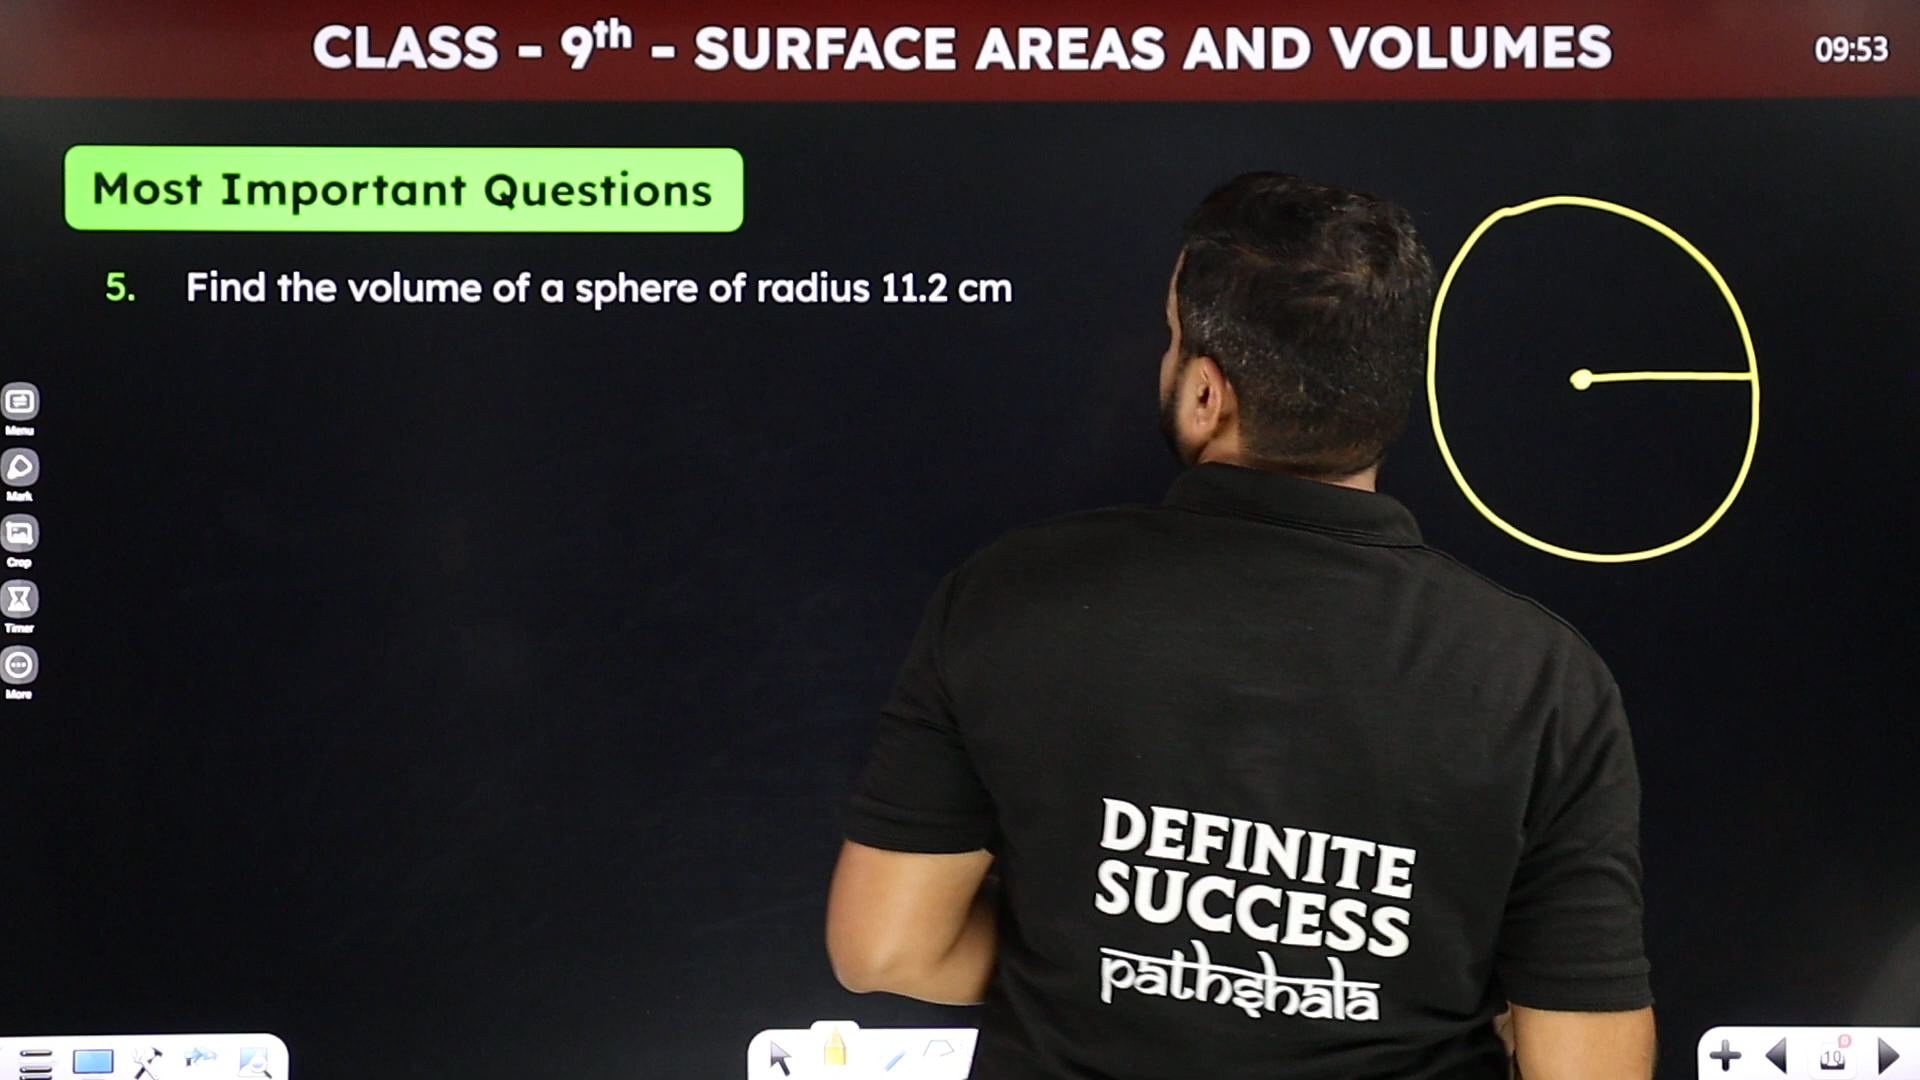 CLASS - 9th - SURFACE AREAS AND VOLUMES
09:53
Most Important Questions
5. Find the volume of a sphere of radius 11.2 cm
Menu
Mark
Crop
Timer
More
DEFINITE
SUCCESS
pathshala
10